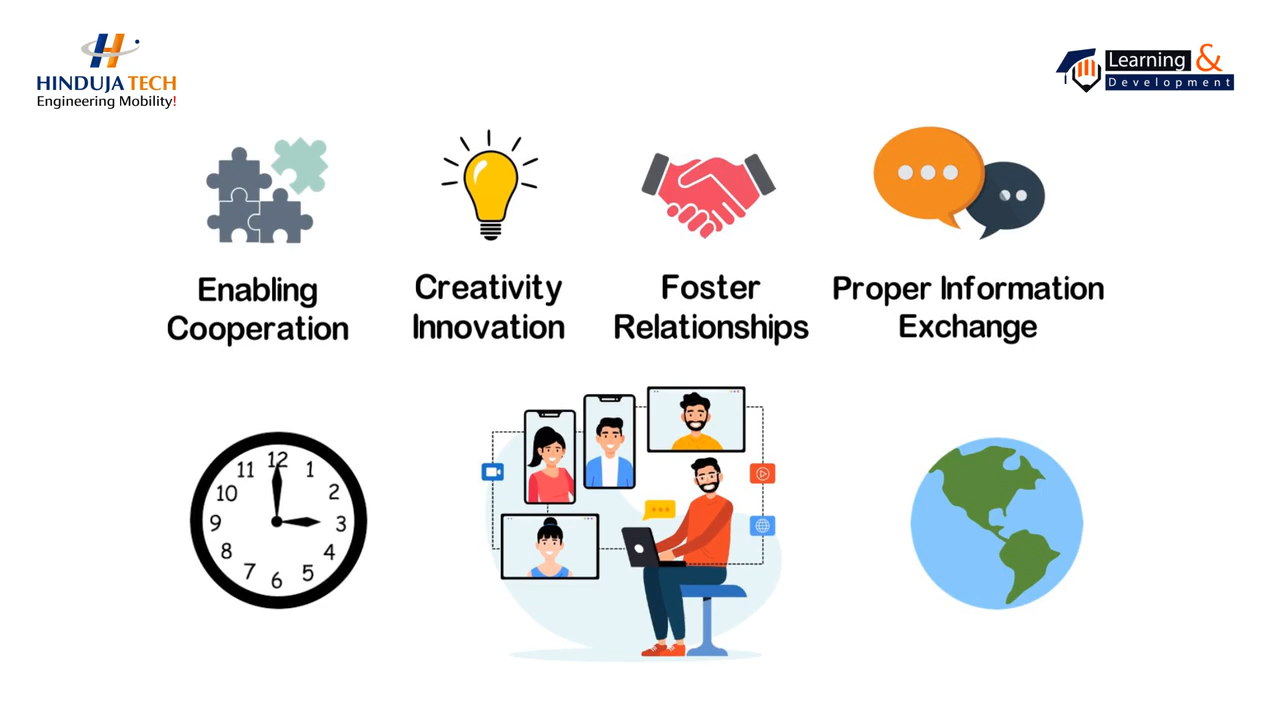 HINDUJA TECH
Engineering Mobility!
Learning &
Development
Enabling
Cooperation
Creativity
Innovation
Foster
Relationships
Proper Information
Exchange
12
11 1
10 2
9 3
8 4
7 5
6